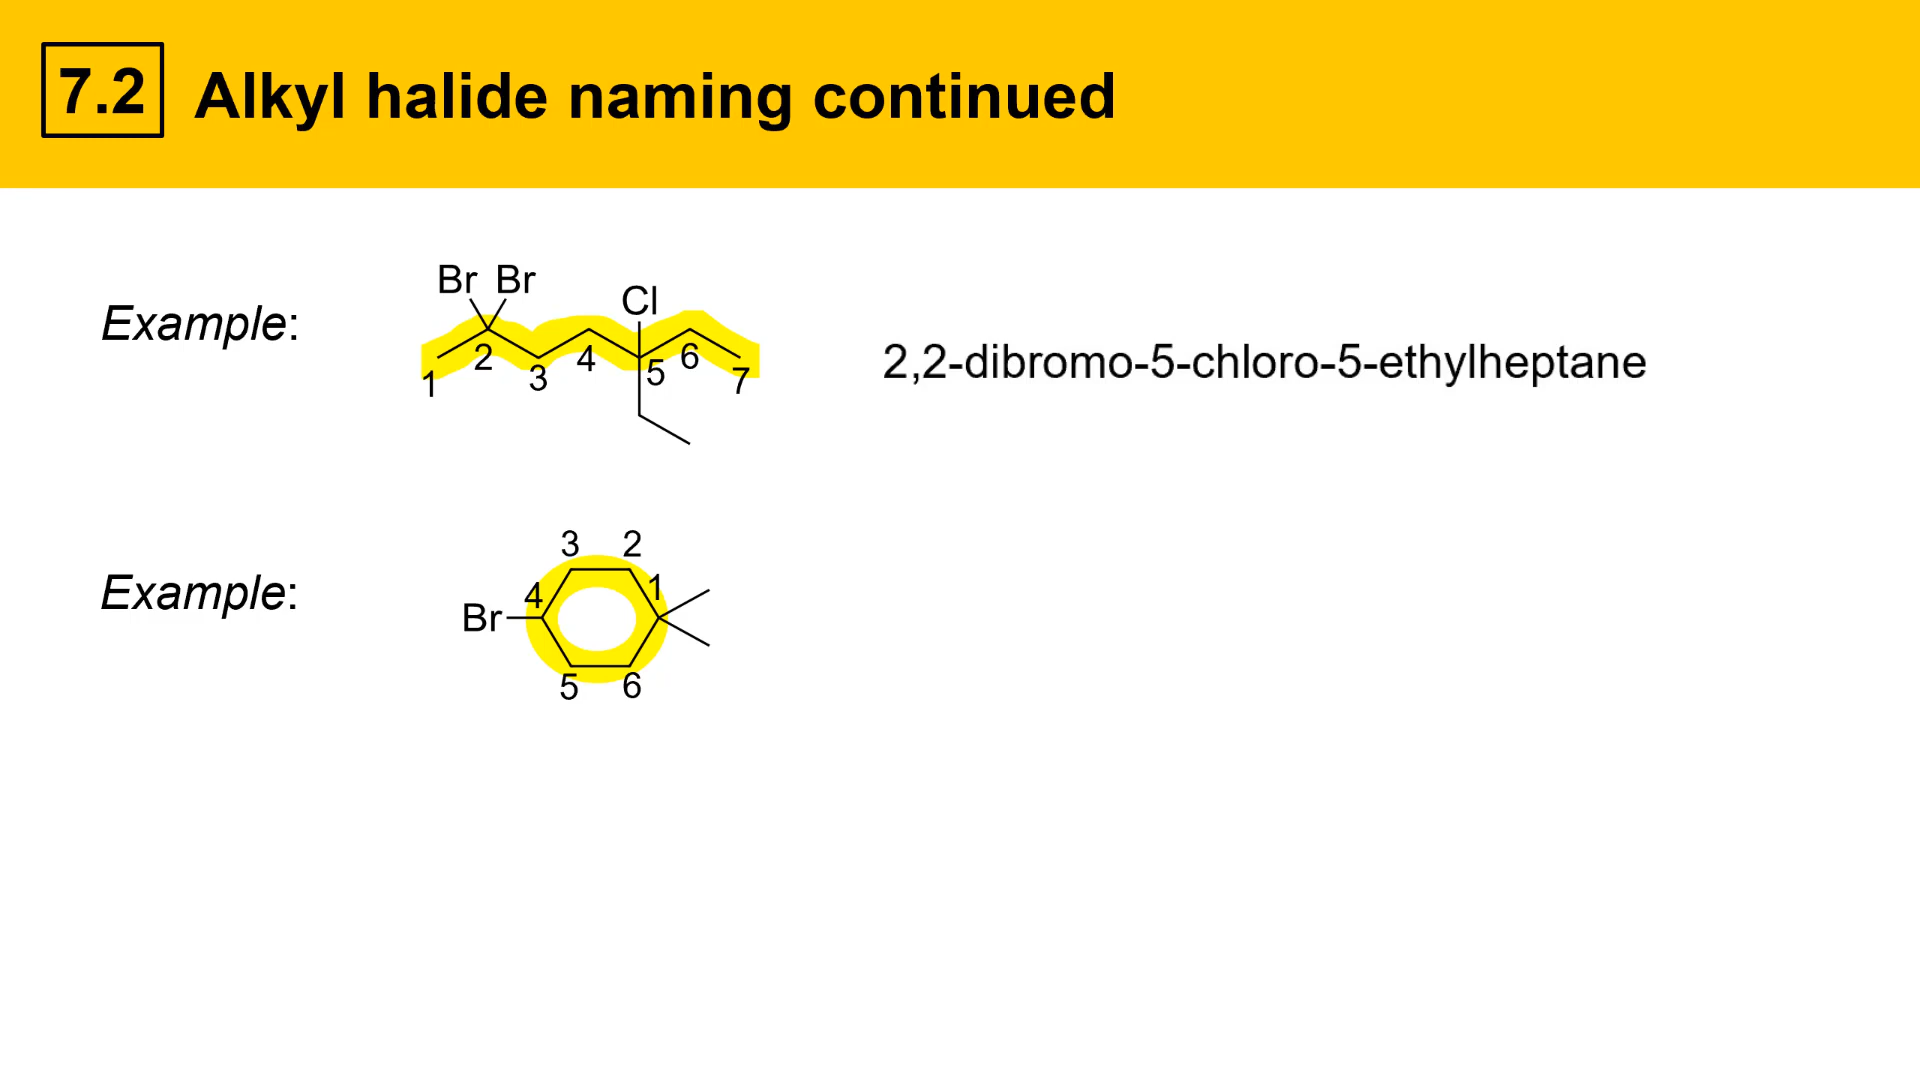 7.2 Alkyl halide naming continued
Example:
Br Br
Cl
1 2 3 4 5 6 7
2,2-dibromo-5-chloro-5-ethylheptane
Example:
3 2
4 1
Br
5 6